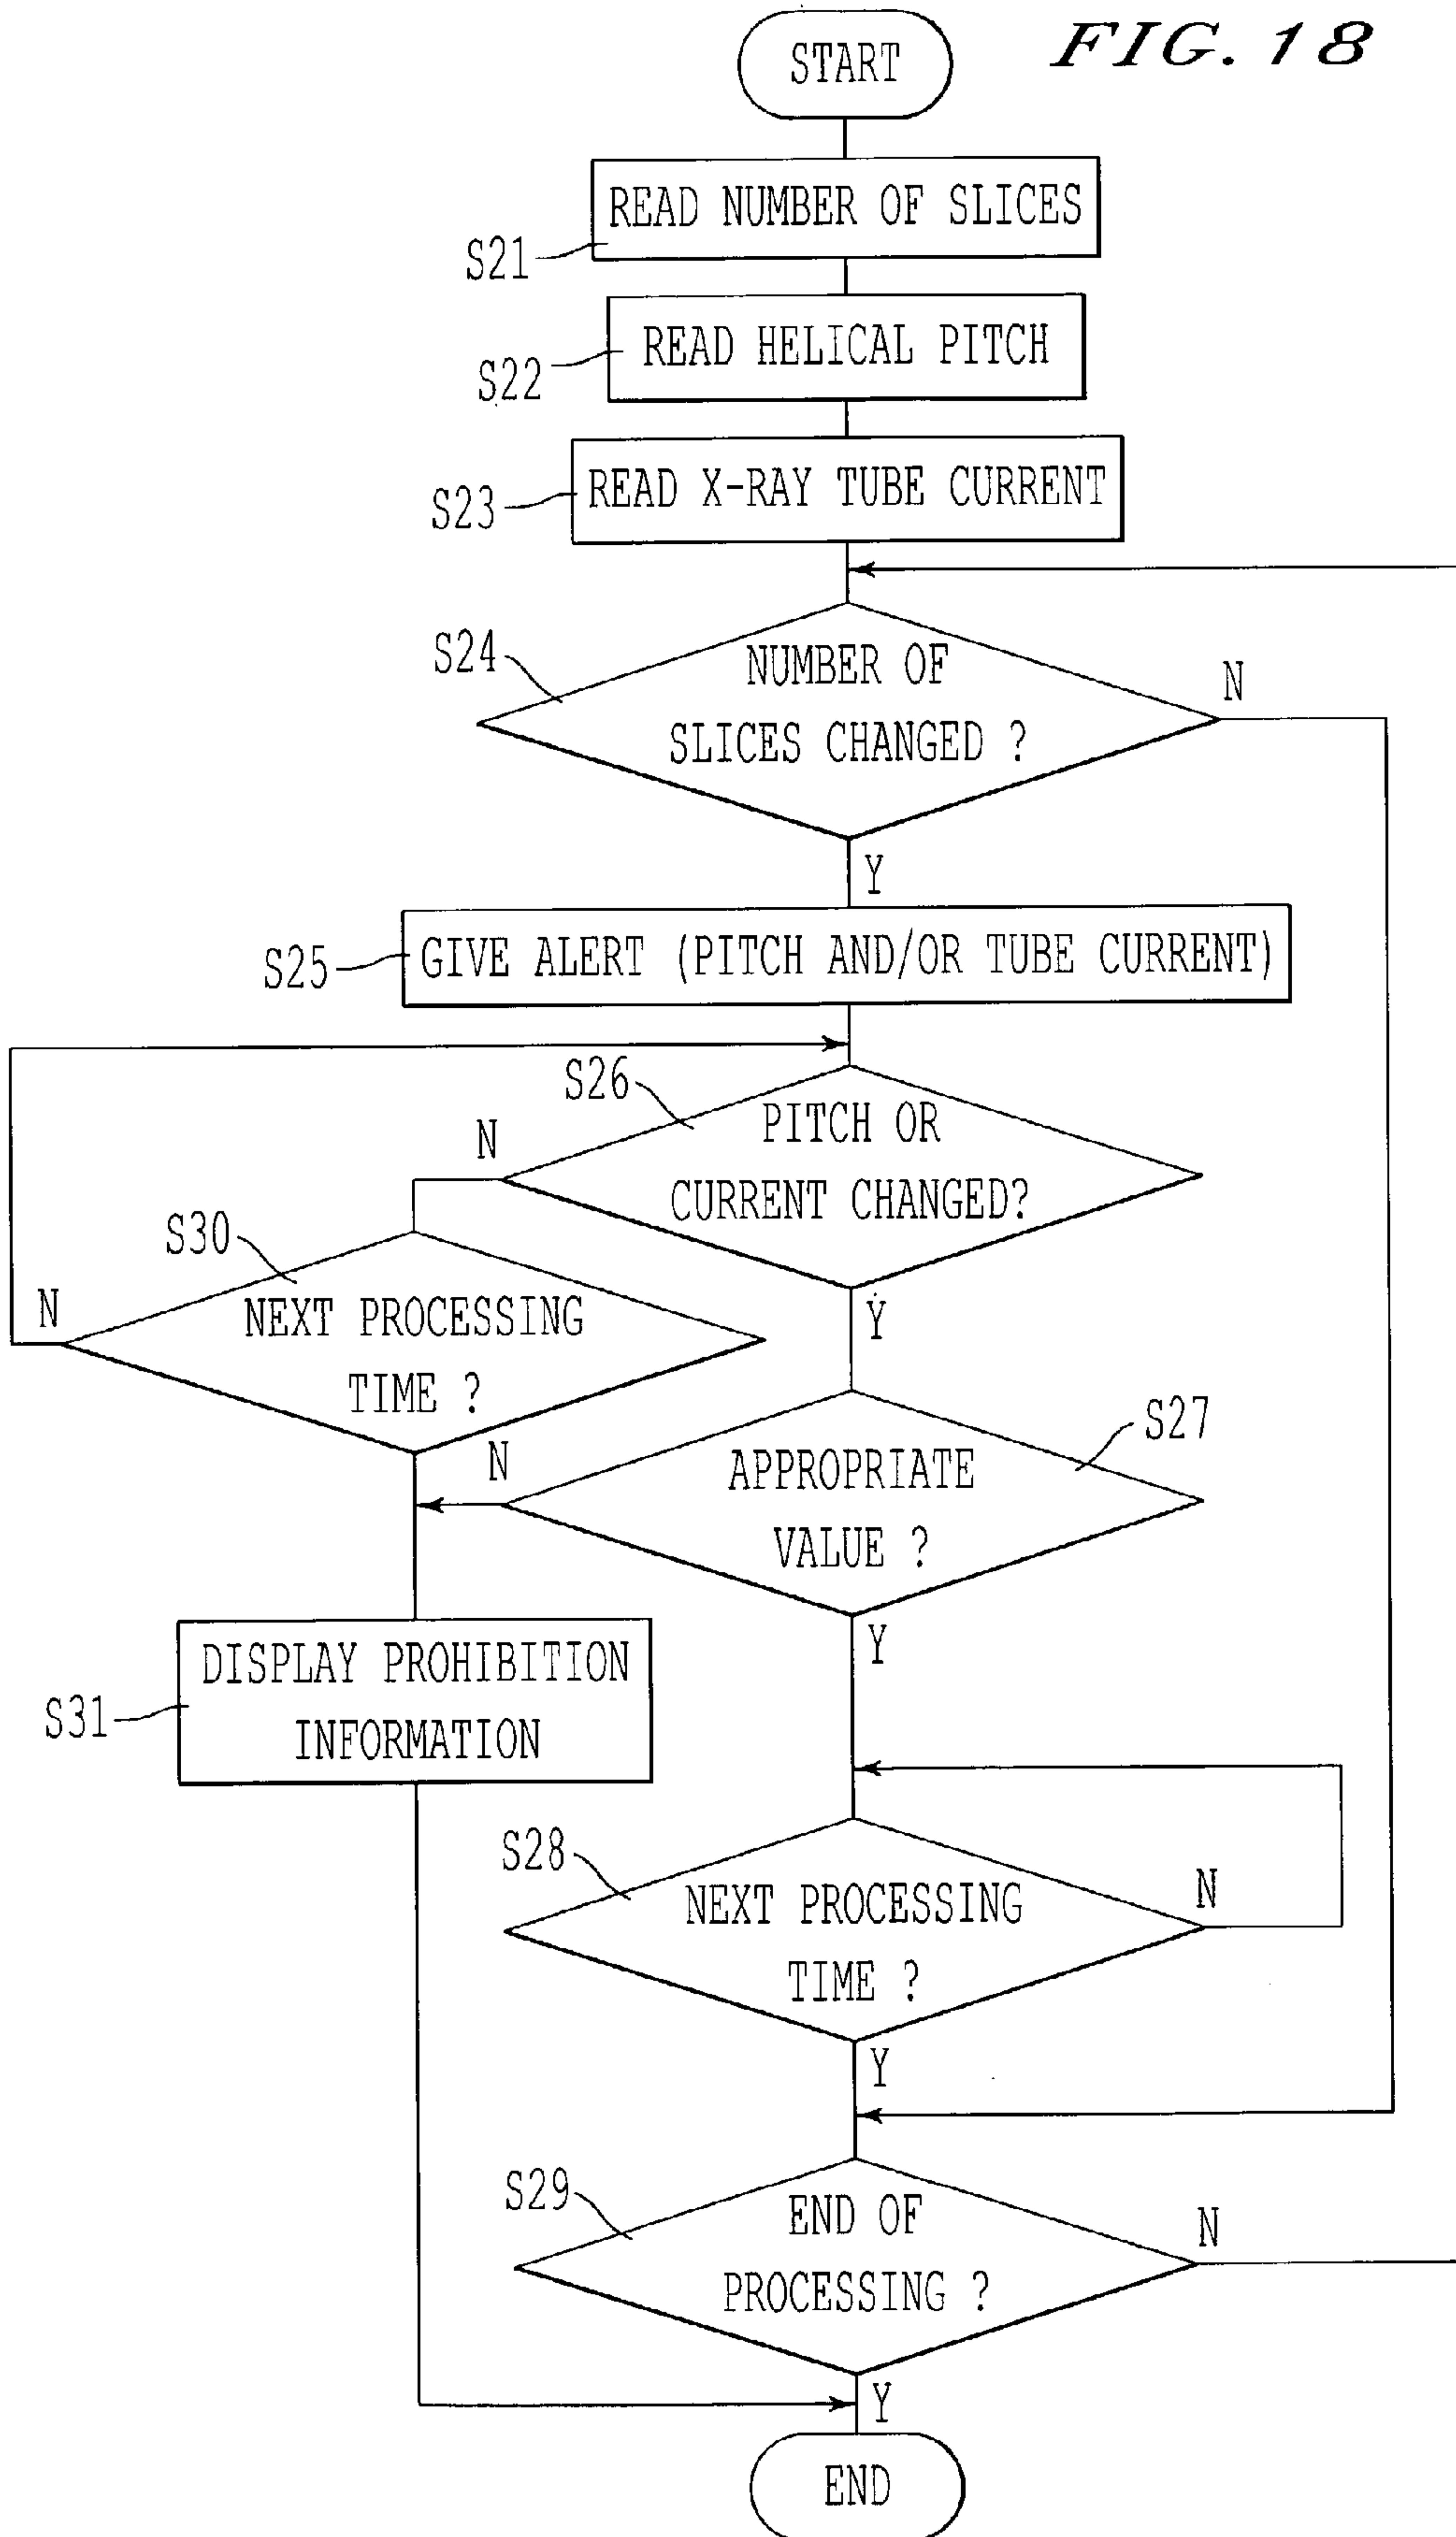 FIG. 18
START
READ NUMBER OF SLICES
S21
READ HELICAL PITCH
S22
READ X-RAY TUBE CURRENT
S23
S24
NUMBER OF
SLICES CHANGED ?
N
Y
S25
GIVE ALERT (PITCH AND/OR TUBE CURRENT)
S26
PITCH OR
CURRENT CHANGED?
N
Y
S30
NEXT PROCESSING
TIME ?
N
S27
APPROPRIATE
VALUE ?
N
Y
S31
DISPLAY PROHIBITION
INFORMATION
S28
NEXT PROCESSING
TIME ?
N
Y
S29
END OF
PROCESSING ?
N
Y
END